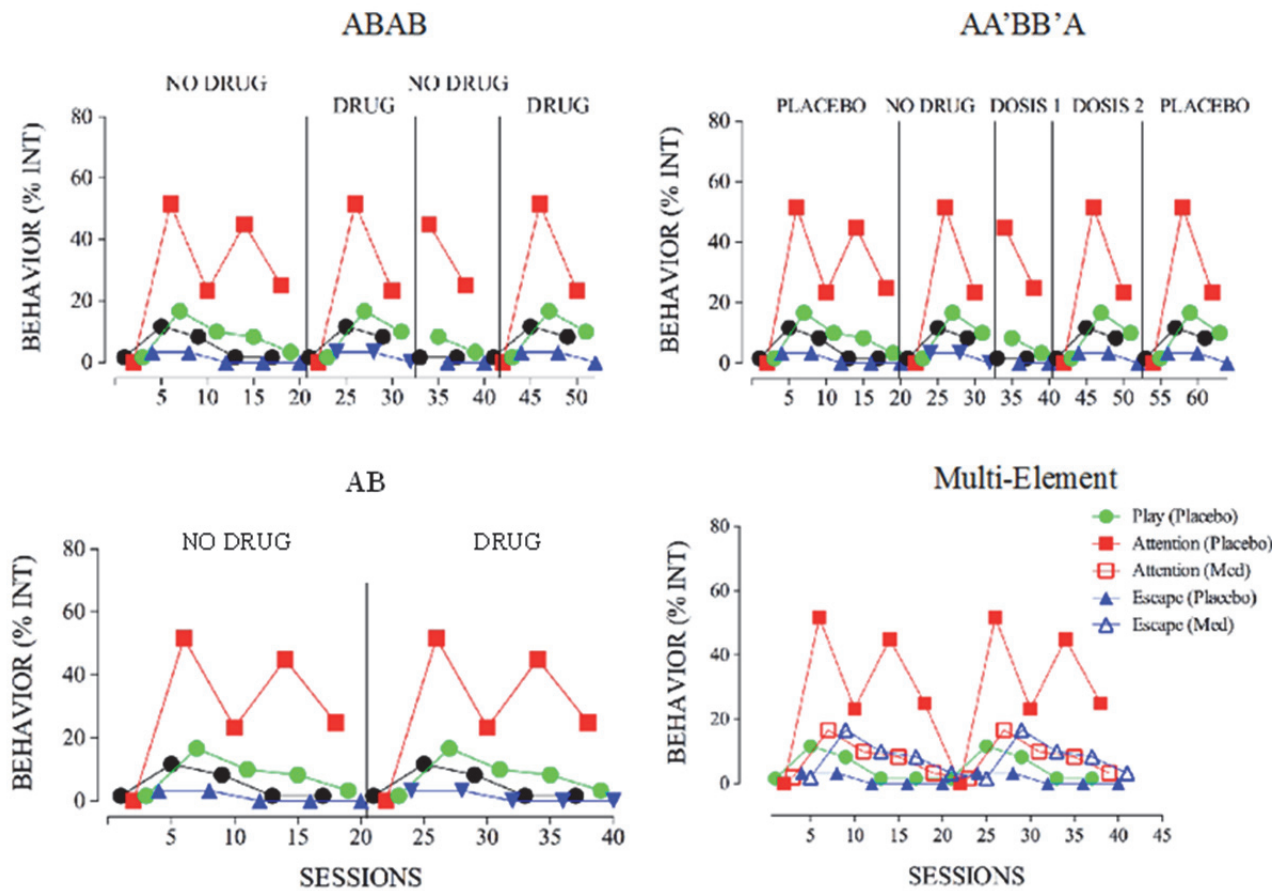 ABAB
NO DRUG
DRUG
NO DRUG
DRUG
BEHAVIOR (% INT)
80
60
40
20
0
5 10 15 20 25 30 35 40 45 50
AA'BB'A
PLACEBO NO DRUG DOSIS 1 DOSIS 2 PLACEBO
BEHAVIOR (% INT)
80
60
40
20
0
5 10 15 20 25 30 35 40 45 50 55 60
AB
NO DRUG DRUG
BEHAVIOR (% INT)
80
60
40
20
0
5 10 15 20 25 30 35 40
SESSIONS
Multi-Element
Play (Placebo)
Attention (Placebo)
Attention (Med)
Escape (Placebo)
Escape (Med)
BEHAVIOR (% INT)
80
60
40
20
0
5 10 15 20 25 30 35 40 45
SESSIONS